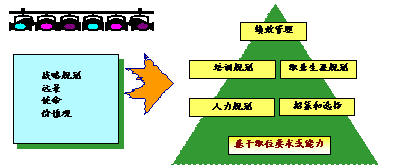 战略规划
远景
使命
价值观
绩效管理
培训规划
职业生涯规划
人力规划
招募和选择
基于职位要求或能力